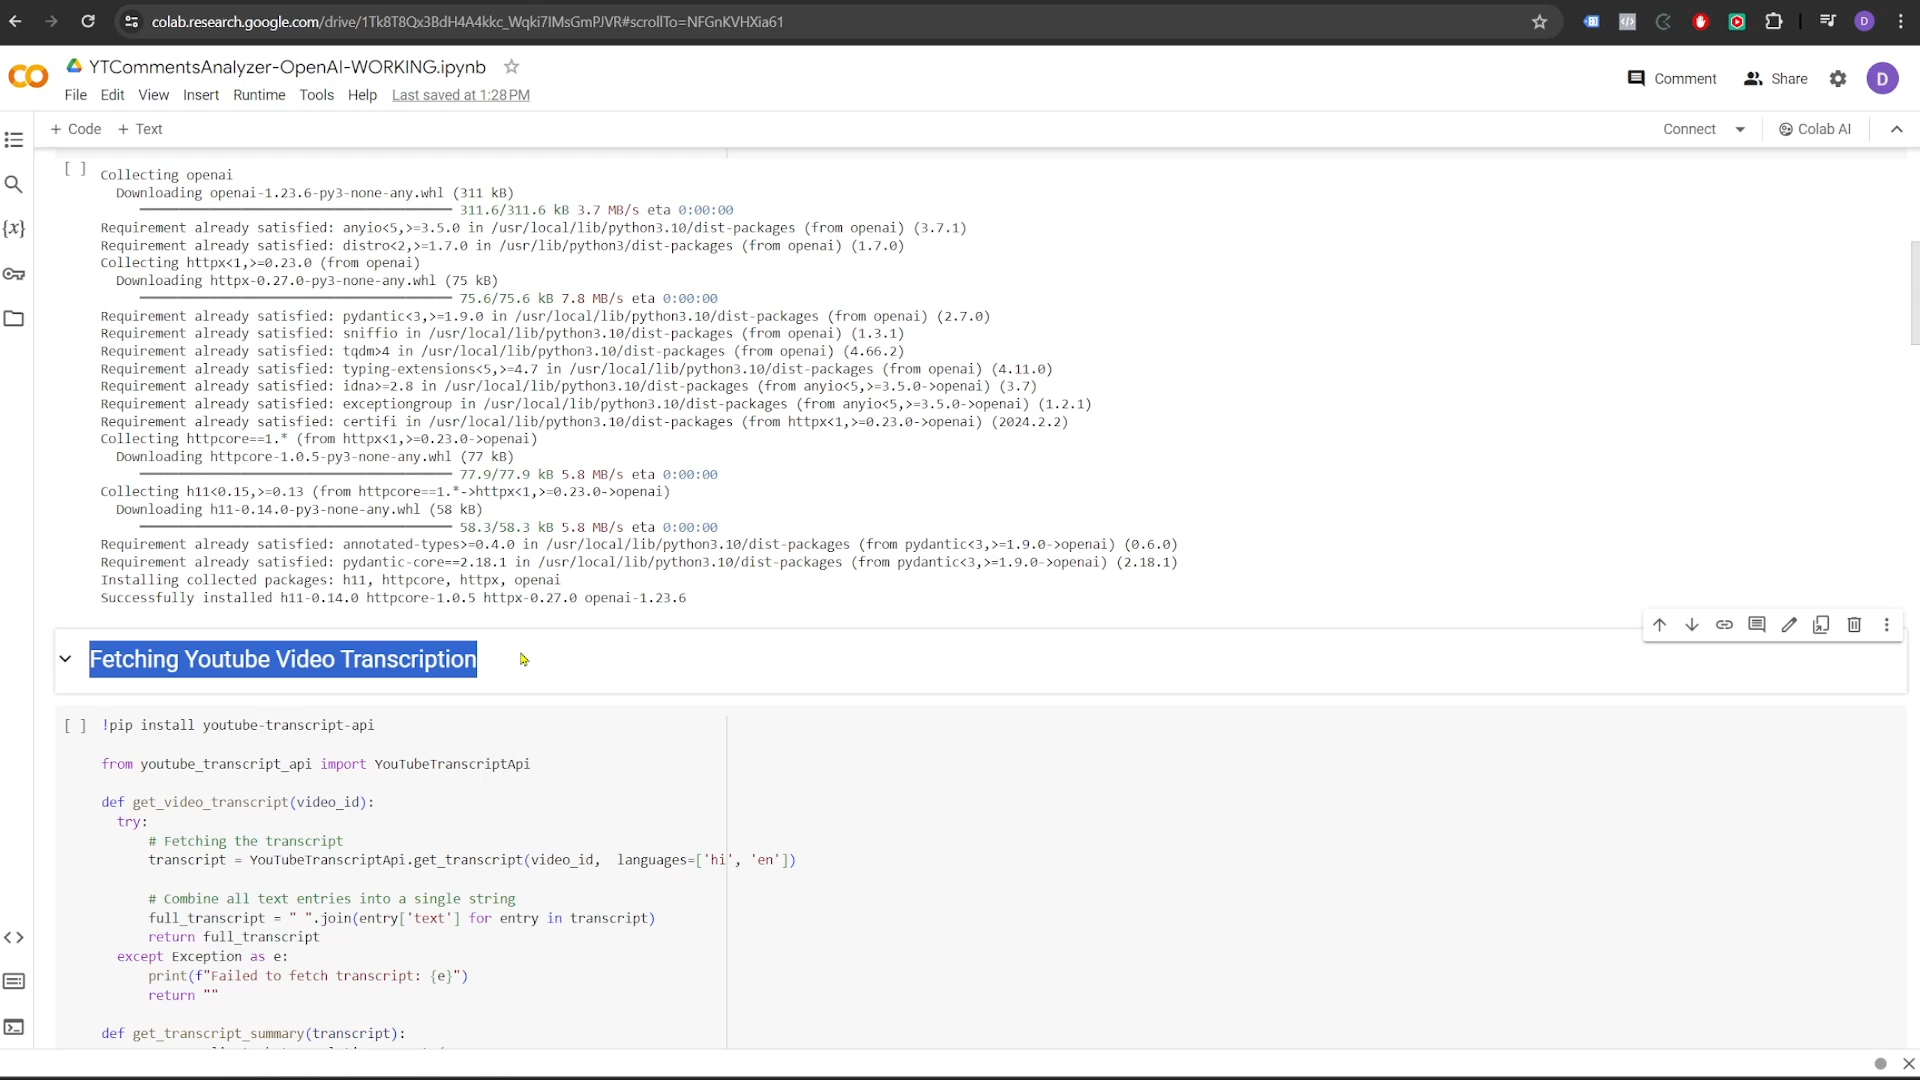 colab.research.google.com/drive/1Tk8T8Qx3BdH4A4kkc_Wqki7IMsGmPJVR#scrollTo=NFGnKVHXia61
D
CO
YTCommentsAnalyzer-OpenAI-WORKING.ipynb
Comment
Share
D
File Edit View Insert Runtime Tools Help Last saved at 1:28 PM
+ Code + Text
Connect
Colab AI
[ ]
Collecting openai
Downloading openai-1.23.6-py3-none-any.whl (311 kB)
311.6/311.6 kB 3.7 MB/s eta 0:00:00
Requirement already satisfied: anyio<5,>=3.5.0 in /usr/local/lib/python3.10/dist-packages (from openai) (3.7.1)
Requirement already satisfied: distro<2,>=1.7.0 in /usr/lib/python3/dist-packages (from openai) (1.7.0)
Collecting httpx<1,>=0.23.0 (from openai)
Downloading httpx-0.27.0-py3-none-any.whl (75 kB)
75.6/75.6 kB 7.8 MB/s eta 0:00:00
Requirement already satisfied: pydantic<3,>=1.9.0 in /usr/local/lib/python3.10/dist-packages (from openai) (2.7.0)
Requirement already satisfied: sniffio in /usr/local/lib/python3.10/dist-packages (from openai) (1.3.1)
Requirement already satisfied: tqdm>4 in /usr/local/lib/python3.10/dist-packages (from openai) (4.66.2)
Requirement already satisfied: typing-extensions<5,>=4.7 in /usr/local/lib/python3.10/dist-packages (from openai) (4.11.0)
Requirement already satisfied: idna>=2.8 in /usr/local/lib/python3.10/dist-packages (from anyio<5,>=3.5.0->openai) (3.7)
Requirement already satisfied: exceptiongroup in /usr/local/lib/python3.10/dist-packages (from anyio<5,>=3.5.0->openai) (1.2.1)
Requirement already satisfied: certifi in /usr/local/lib/python3.10/dist-packages (from httpx<1,>=0.23.0->openai) (2024.2.2)
Collecting httpcore==1.* (from httpx<1,>=0.23.0->openai)
Downloading httpcore-1.0.5-py3-none-any.whl (77 kB)
77.9/77.9 kB 5.8 MB/s eta 0:00:00
Collecting h11<0.15,>=0.13 (from httpcore==1.*->httpx<1,>=0.23.0->openai)
Downloading h11-0.14.0-py3-none-any.whl (58 kB)
58.3/58.3 kB 5.8 MB/s eta 0:00:00
Requirement already satisfied: annotated-types>=0.4.0 in /usr/local/lib/python3.10/dist-packages (from pydantic<3,>=1.9.0->openai) (0.6.0)
Requirement already satisfied: pydantic-core==2.18.1 in /usr/local/lib/python3.10/dist-packages (from pydantic<3,>=1.9.0->openai) (2.18.1)
Installing collected packages: h11, httpcore, httpx, openai
Successfully installed h11-0.14.0 httpcore-1.0.5 httpx-0.27.0 openai-1.23.6
Fetching Youtube Video Transcription
[ ] !pip install youtube-transcript-api
from youtube_transcript_api import YouTubeTranscriptApi
def get_video_transcript(video_id):
try:
# Fetching the transcript
transcript = YouTubeTranscriptApi.get_transcript(video_id, languages=['hi', 'en'])
# Combine all text entries into a single string
full_transcript = " ".join(entry['text'] for entry in transcript)
return full_transcript
except Exception as e:
print(f"Failed to fetch transcript: {e}")
return ""
def get_transcript_summary(transcript):